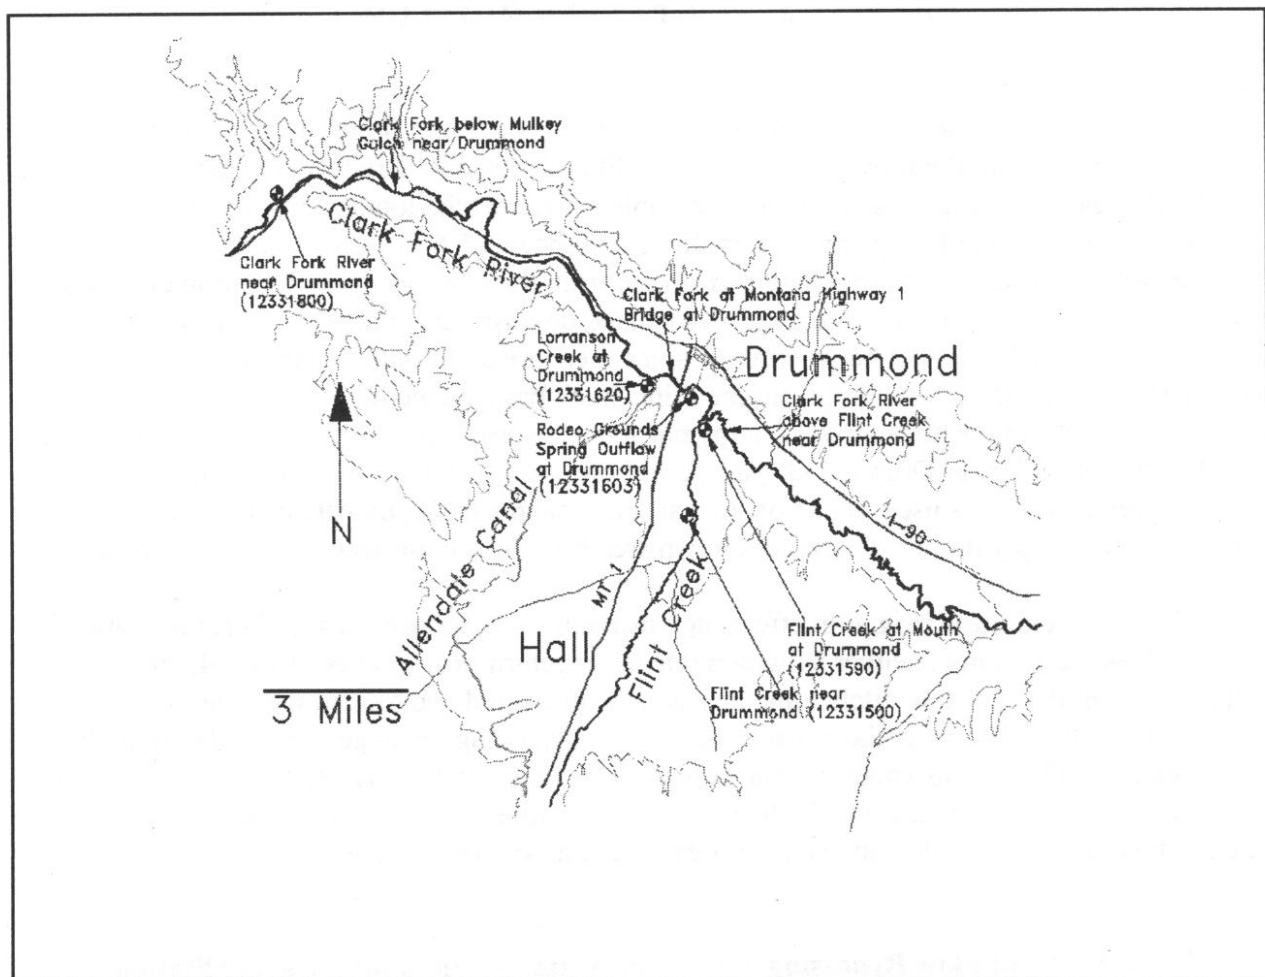 Clark Fork below Mulkey
Gulch near Drummond
Clark Fork River
Clark Fork River
near Drummond
(12331800)
Clark Fork at Montana Highway 1
Bridge at Drummond
Lorranson
Creek at
Drummond
(12331620)
Drummond
Clark Fork River
above Flint Creek
near Drummond
Rodeo Grounds
Spring Outflow
at Drummond
(12331603)
N
Allendale Canal
I-90
MT 1
Flint Creek
Hall
Flint Creek at Mouth
at Drummond
(12331590)
Flint Creek near
Drummond (12331500)
3 Miles